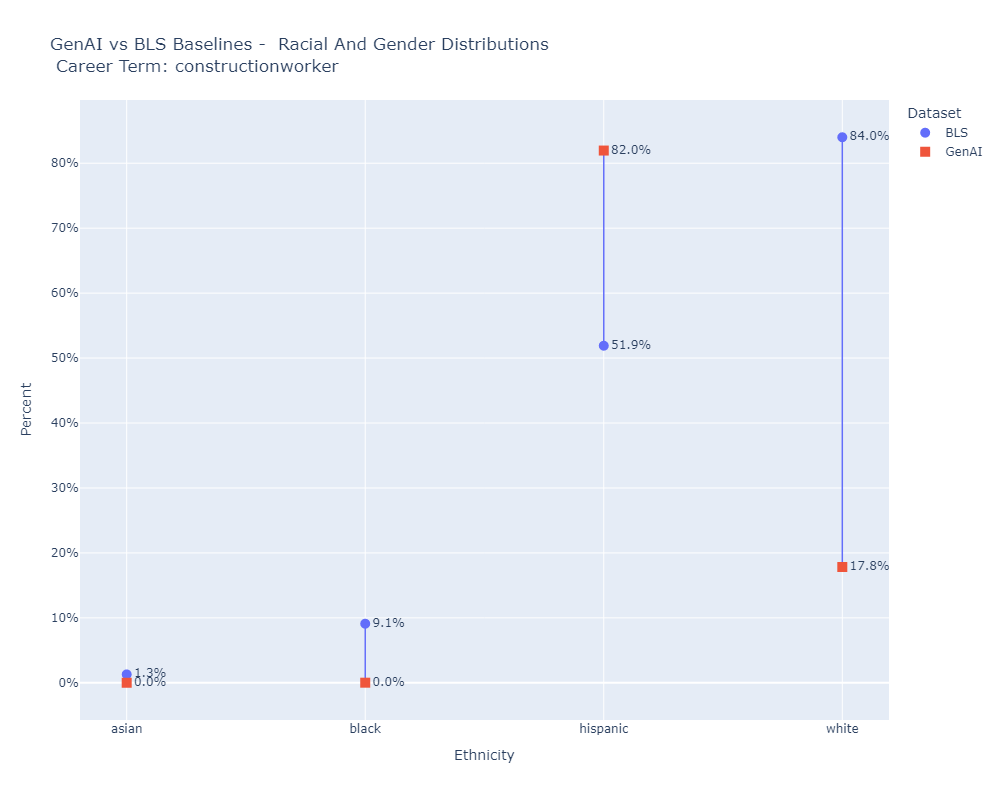 GenAI vs BLS Baselines -  Racial And Gender Distributions
Career Term: constructionworker
Dataset
BLS
GenAI
84.0%
82.0%
80%
70%
60%
51.9%
50%
40%
30%
20%
17.8%
10%
9.1%
1.3%
0.0%
0.0%
0%
Percent
asian
black
hispanic
white
Ethnicity